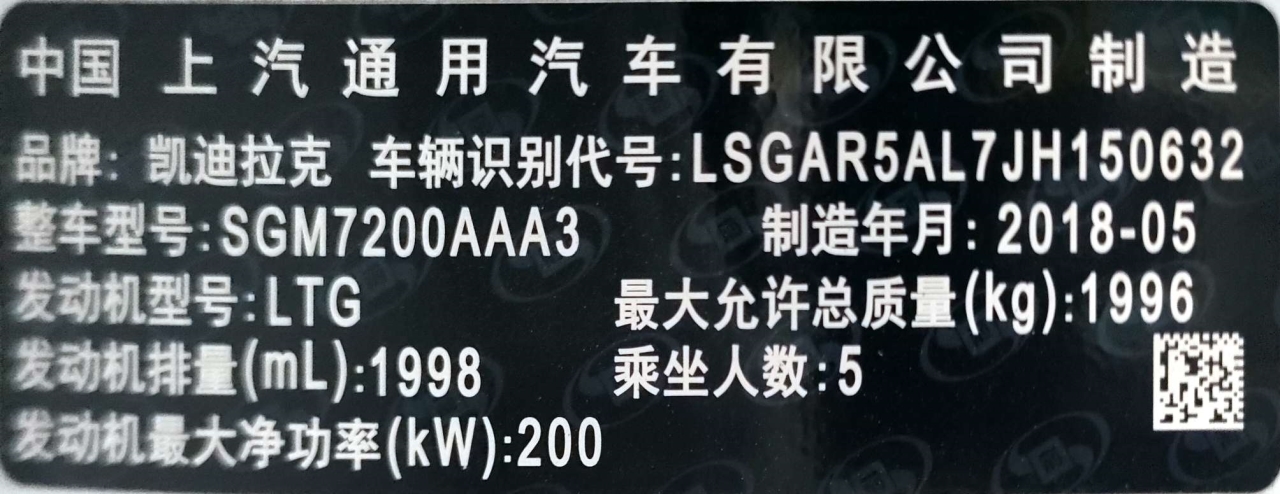 中国上汽通用汽车有限公司制造
品牌: 凯迪拉克 车辆识别代号:LSGAR5AL7JH150632
整车型号:SGM7200AAA3 制造年月: 2018-05
发动机型号:LTG 最大允许总质量(kg):1996
发动机排量(mL):1998 乘坐人数:5
发动机最大净功率(kW):200